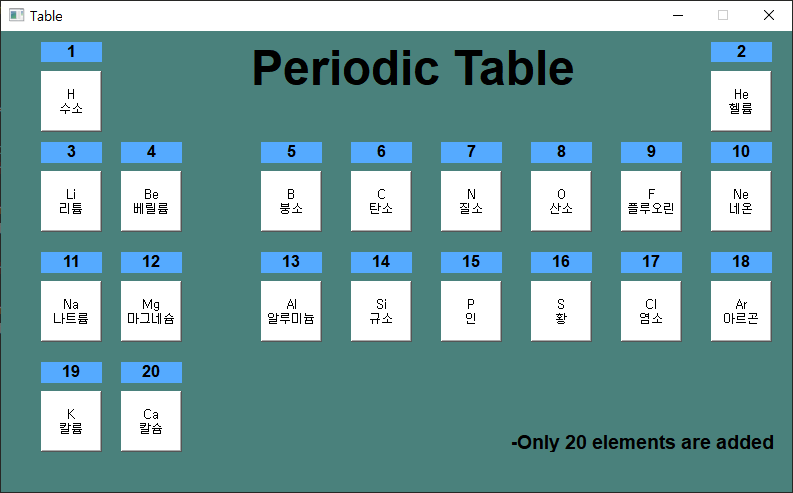 Table
1
Periodic Table
2
H
수소
He
헬륨
3
4
5
6
7
8
9
10
Li
리튬
Be
베릴륨
B
붕소
C
탄소
N
질소
O
산소
F
플루오린
Ne
네온
11
12
13
14
15
16
17
18
Na
나트륨
Mg
마그네슘
Al
알루미늄
Si
규소
P
인
S
황
Cl
염소
Ar
아르곤
19
20
K
칼륨
Ca
칼슘
-Only 20 elements are added